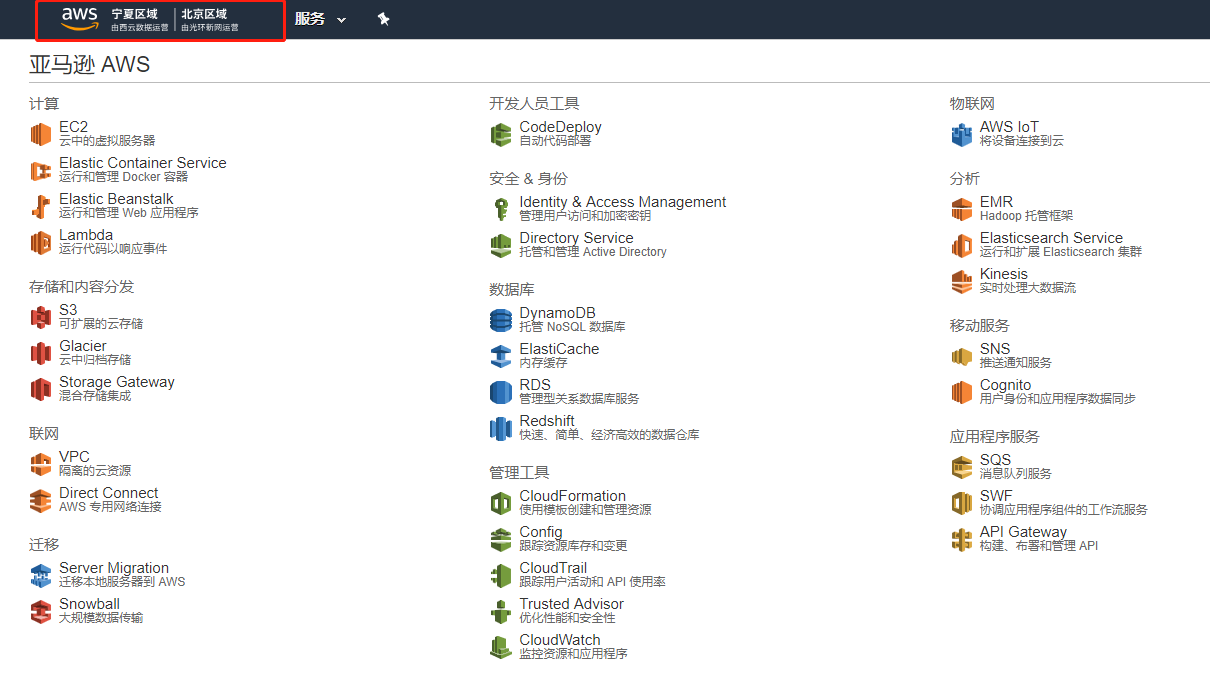 aws
宁夏区域
由西云数据运营
北京区域
由光环新网运营
服务
亚马逊 AWS
计算
EC2
云中的虚拟服务器
Elastic Container Service
运行和管理 Docker 容器
Elastic Beanstalk
运行和管理 Web 应用程序
Lambda
运行代码以响应事件
存储和内容分发
S3
可扩展的云存储
Glacier
云中归档存储
Storage Gateway
混合存储集成
联网
VPC
隔离的云资源
Direct Connect
AWS 专用网络连接
迁移
Server Migration
迁移本地服务器到 AWS
Snowball
大规模数据传输
开发人员工具
CodeDeploy
自动代码部署
安全 & 身份
Identity & Access Management
管理用户访问和加密密钥
Directory Service
托管和管理 Active Directory
数据库
DynamoDB
托管 NoSQL 数据库
ElastiCache
内存缓存
RDS
管理型关系数据库服务
Redshift
快速、简单、经济高效的数据仓库
管理工具
CloudFormation
使用模板创建和管理资源
Config
跟踪资源库存和变更
CloudTrail
跟踪用户活动和 API 使用率
Trusted Advisor
优化性能和安全性
CloudWatch
监控资源和应用程序
物联网
AWS IoT
将设备连接到云
分析
EMR
Hadoop 托管框架
Elasticsearch Service
运行和扩展 Elasticsearch 集群
Kinesis
实时处理大数据流
移动服务
SNS
推送通知服务
Cognito
用户身份和应用程序数据同步
应用程序服务
SQS
消息队列服务
SWF
协调应用程序组件的工作流服务
API Gateway
构建、布署和管理 API